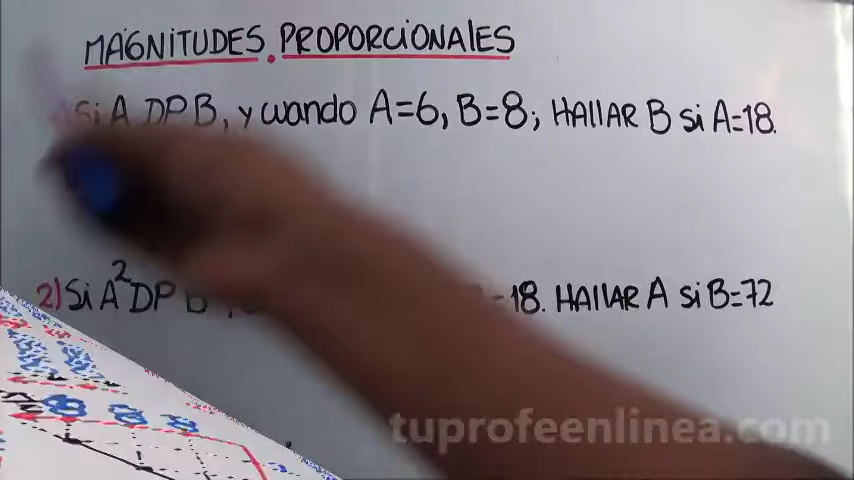 MAGNITUDES PROPORCIONALES
Si A DP B, y cuando A=6, B=8; HALLAR B si A=18.
2) Si A² DP B =18. HALLAR A si B=72
tuprofeenlinea.com